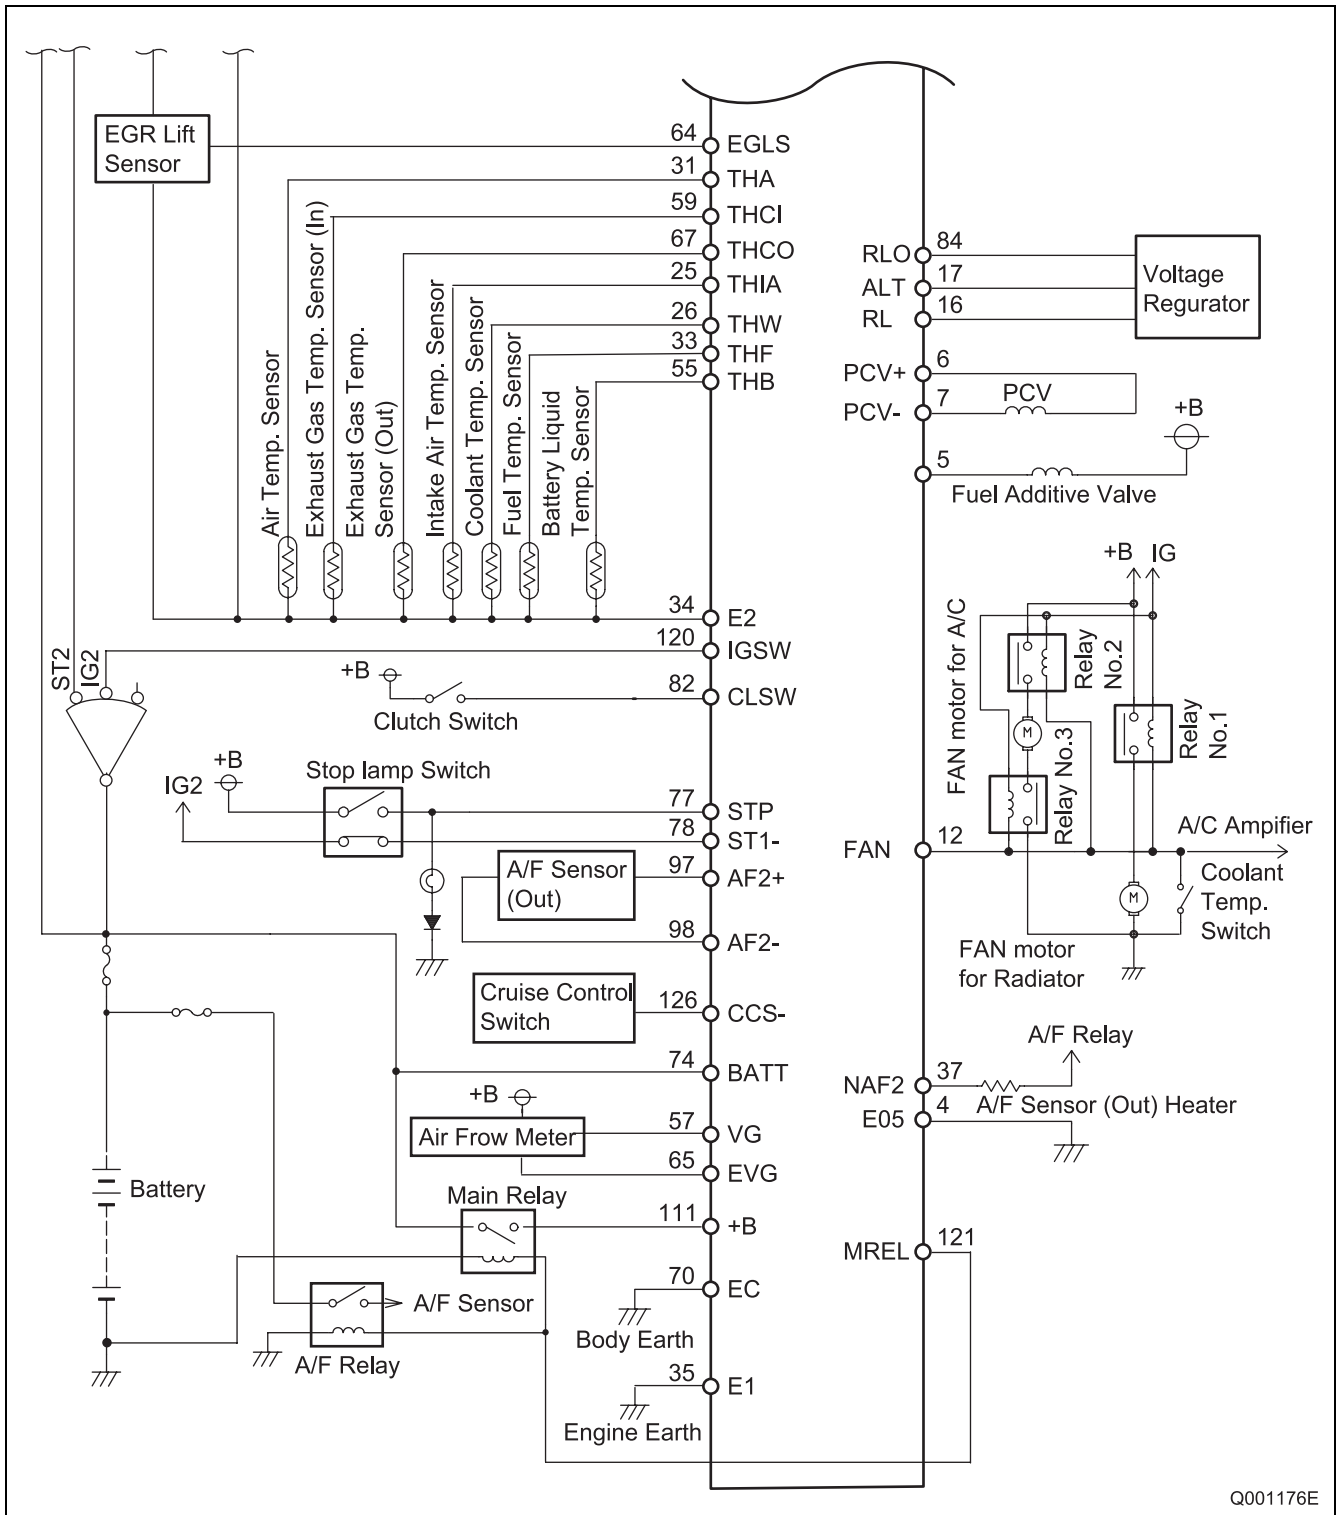 EGR Lift
Sensor
64
EGLS
31
THA
59
THCI
67
THCO
25
THIA
26
THW
33
THF
55
THB
Air Temp. Sensor
Exhaust Gas Temp. Sensor (In)
Exhaust Gas Temp.
Sensor (Out)
Intake Air Temp. Sensor
Coolant Temp. Sensor
Fuel Temp. Sensor
Battery Liquid
Temp. Sensor
34
E2
120
IGSW
ST2
IG2
+B
82
CLSW
Clutch Switch
Stop lamp Switch
+B
IG2
77
STP
78
ST1-
A/F Sensor
(Out)
97
AF2+
98
AF2-
Cruise Control
Switch
126
CCS-
74
BATT
+B
Air Frow Meter
57
VG
65
EVG
Battery
Main Relay
111
+B
70
EC
Body Earth
A/F Sensor
A/F Relay
35
E1
Engine Earth
RLO
84
ALT
17
RL
16
Voltage
Regurator
PCV+
6
PCV-
7
PCV
+B
5
Fuel Additive Valve
+B
IG
FAN motor for A/C
Relay
No.2
M
Relay No.3
Relay
No.1
FAN
12
A/C Ampifier
Coolant
Temp.
Switch
M
FAN motor
for Radiator
A/F Relay
NAF2
37
A/F Sensor (Out) Heater
E05
4
MREL
121
Q001176E